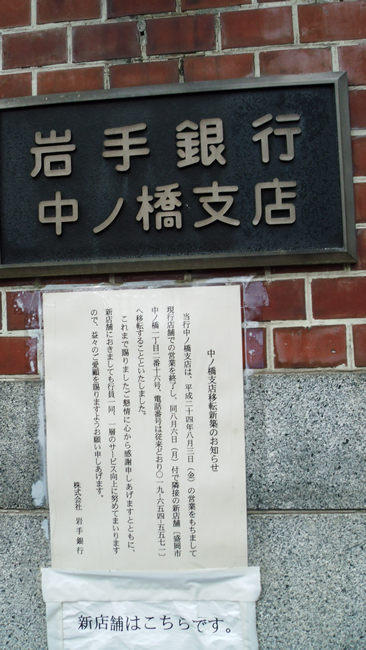 岩手銀行
中ノ橋支店
中ノ橋支店移転新築のお知らせ
当行中ノ橋支店は、平成二十四年八月三日（金）の営業をもちまして
現行店舗での営業を終了し、同八月六日（月）付で隣接の新店舗（盛岡市
中ノ橋一丁目二番十六号、電話番号は従来どおり〇一九-六五四-五五七一）
へ移転することといたしました。
これまで賜りましたご懇情に心から感謝申しあげますとともに、
新店舗におきましても行員一同、一層のサービス向上に努めてまいります
ので、益々のご愛顧を賜りますようお願い申しあげます。
株式会社 岩手銀行
新店舗はこちらです。